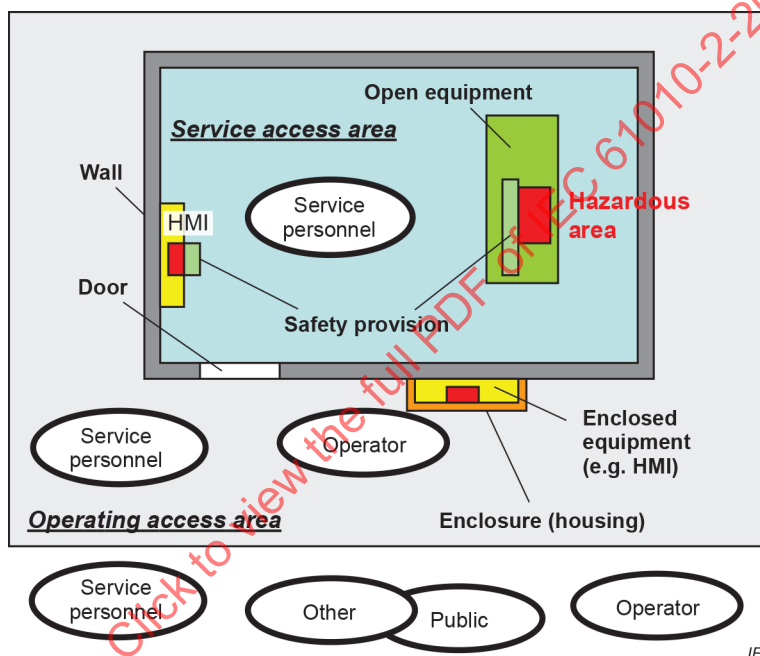 Open equipment
Service access area
Wall
Service
personnel
Hazardous
area
HMI
Door
Safety provision
Service
personnel
Operator
Enclosed
equipment
(e.g. HMI)
Operating access area
Enclosure (housing)
Service
personnel
Other
Public
Operator
Click to view the full PDF of IEC 61010-2-2